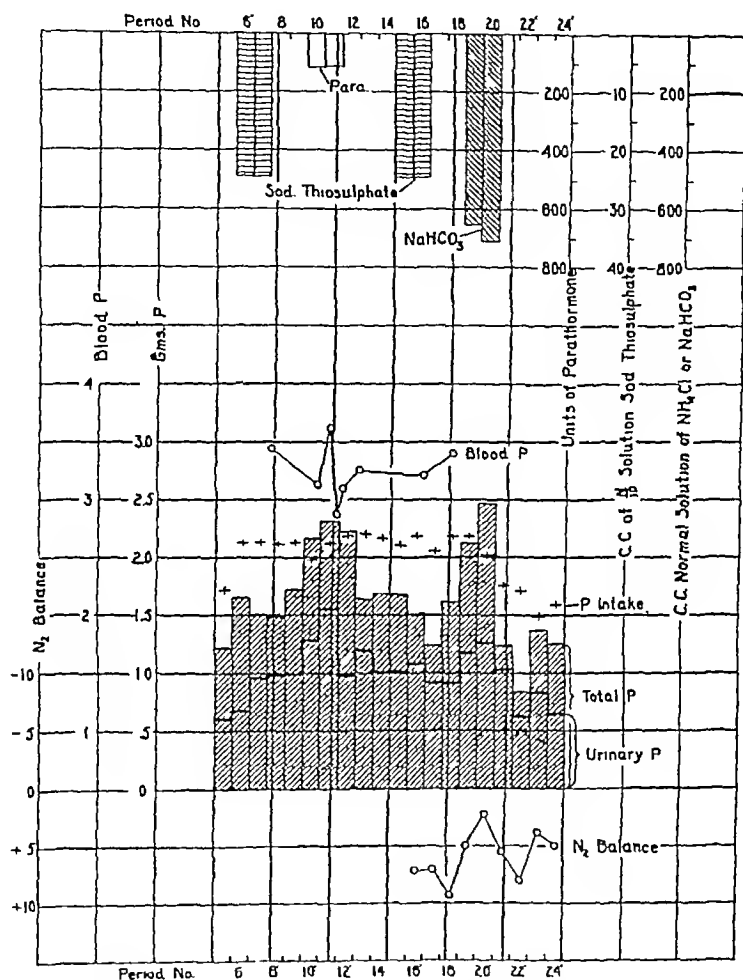 Period No 6 8 10 12 14 16 18 20 22 24
Para.
Sod. Thiosulphate
NaHCO3
200 10 200
400 20 400
600 30 600
800 40 800
Units of Parathormone
C.C. of N/10 Solution Sod Thiosulphate
C.C. Normal Solution of NH4Cl or NaHCO3
Blood P
Gms. P
N2 Balance
4
3.0
3 2.5
2.0
2 1.5
-10 1.0
-5 1 .5
0 0
+5
+10
Blood P
P Intake
Total P
Urinary P
N2 Balance
Period No. 6 8 10 12 14 16 18 20 22 24